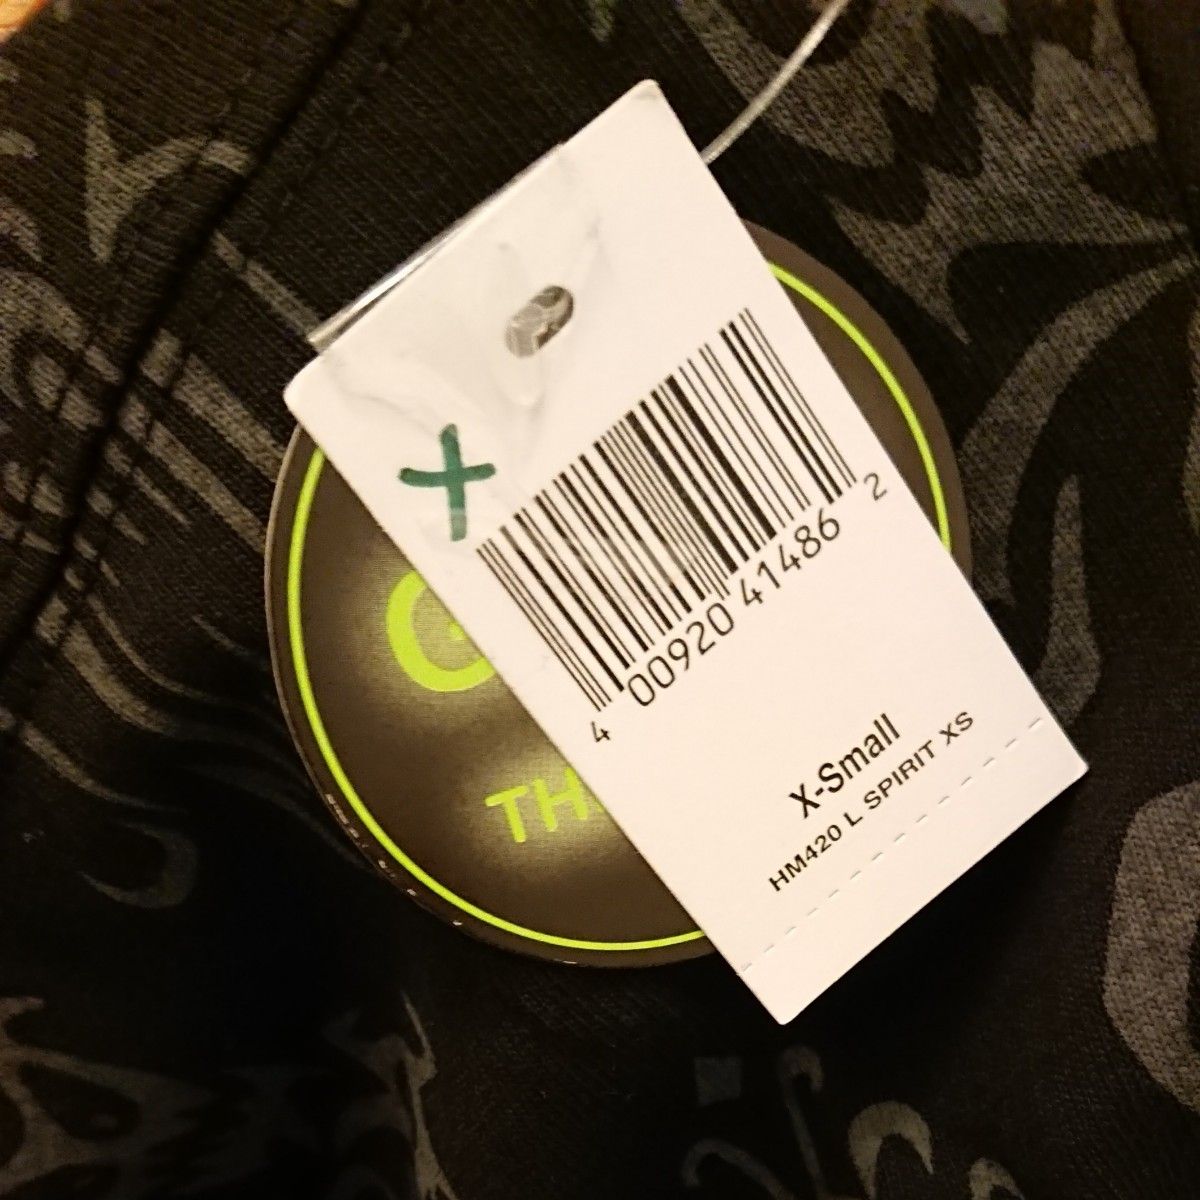 4 00920 41486 2
X-Small
HM420 L SPIRIT XS
G
TH